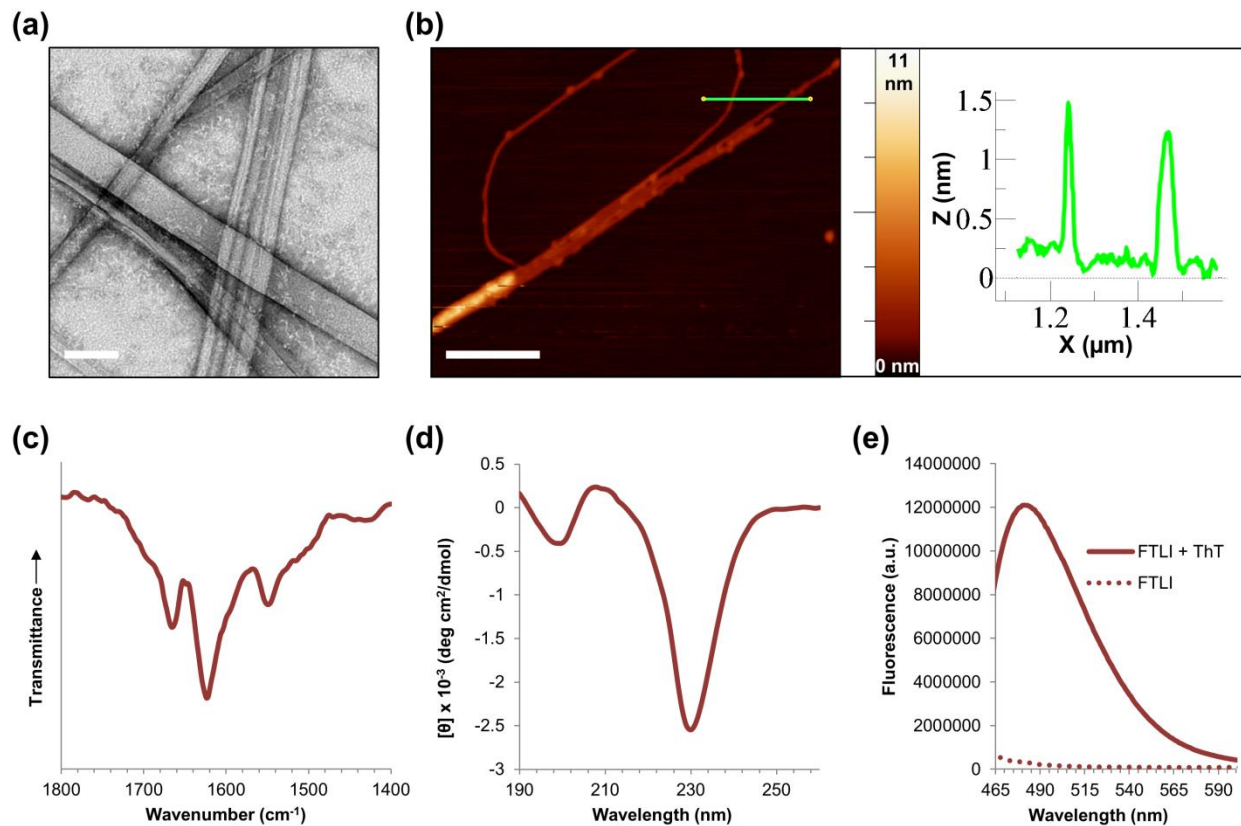 (a)
(b)
11
nm
0 nm
Z (nm)
1.5
1
0.5
0
1.2
1.4
X (µm)
(c)
Transmittance
1800
1700
1600
1500
1400
Wavenumber (cm-1)
(d)
[θ] x 10-3 (deg cm2/dmol)
0.5
0
-0.5
-1
-1.5
-2
-2.5
-3
190
210
230
250
Wavelength (nm)
(e)
Fluorescence (a.u.)
14000000
12000000
10000000
8000000
6000000
4000000
2000000
0
FTLI + ThT
FTLI
465
490
515
540
565
590
Wavelength (nm)